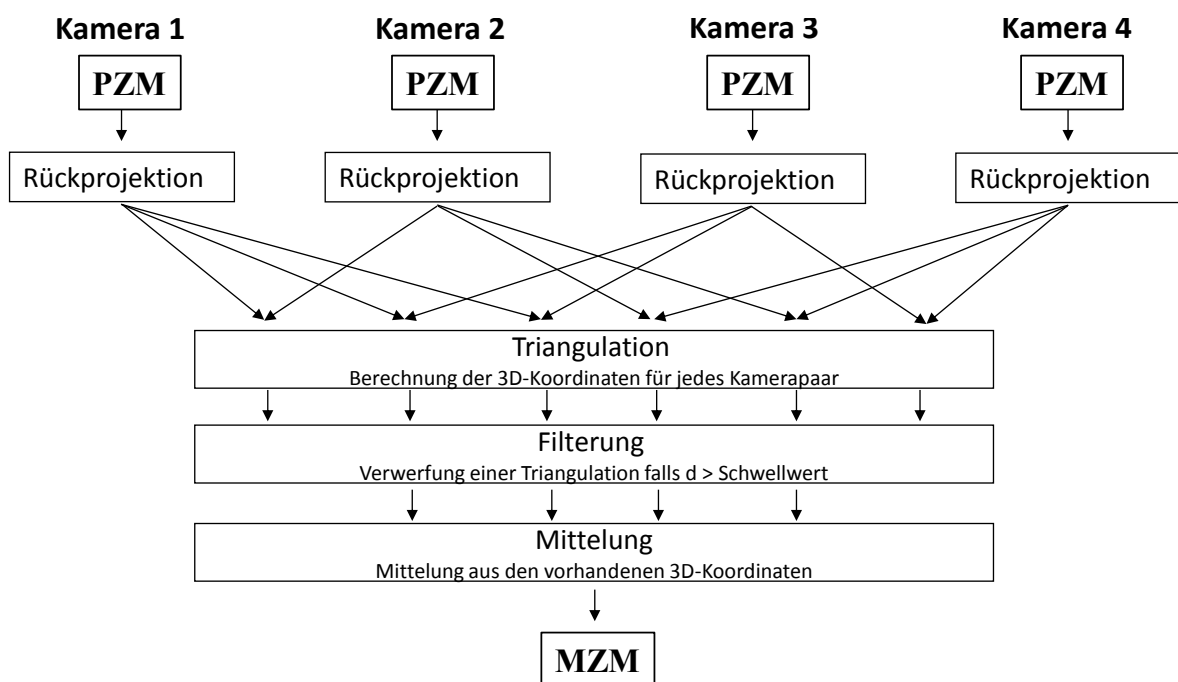 Kamera 1 Kamera 2 Kamera 3 Kamera 4
PZM PZM PZM PZM
Rückprojektion Rückprojektion Rückprojektion Rückprojektion
Triangulation
Berechnung der 3D-Koordinaten für jedes Kamerapaar
Filterung
Verwerfung einer Triangulation falls d > Schwellwert
Mittelung
Mittelung aus den vorhandenen 3D-Koordinaten
MZM